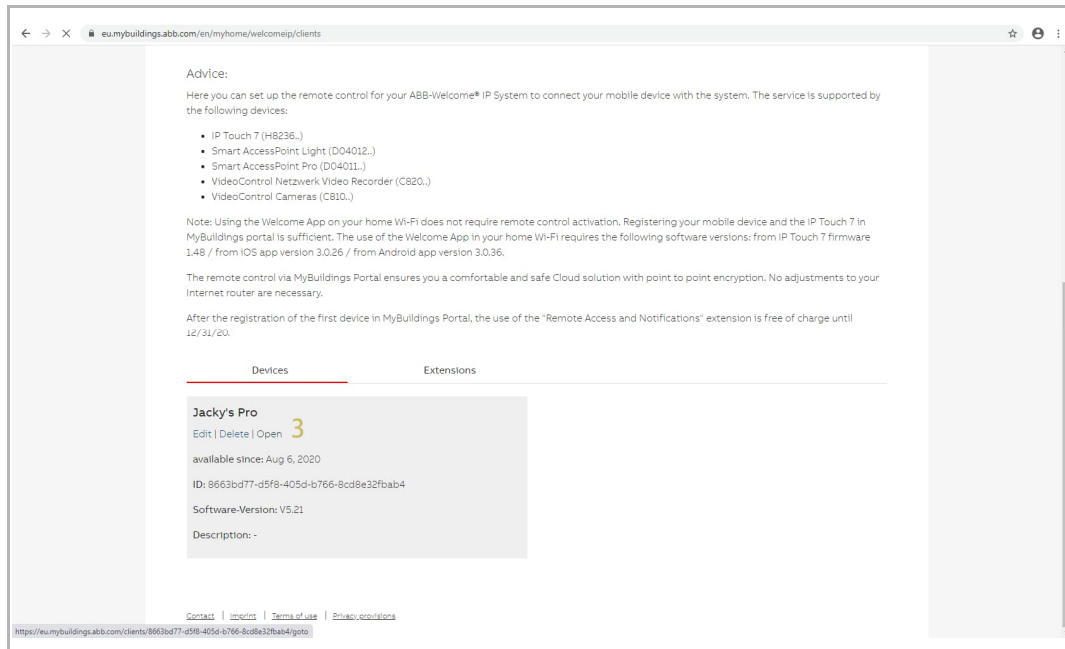 eu.mybuildings.abb.com/en/myhome/welcomeip/clients
Advice:
Here you can set up the remote control for your ABB-Welcome® IP System to connect your mobile device with the system. The service is supported by
the following devices:
• IP Touch 7 (H8236..)
• Smart AccessPoint Light (D04012..)
• Smart AccessPoint Pro (D04011..)
• VideoControl Netzwerk Video Recorder (C820..)
• VideoControl Cameras (C810..)
Note: Using the Welcome App on your home Wi-Fi does not require remote control activation. Registering your mobile device and the IP Touch 7 in
MyBuildings portal is sufficient. The use of the Welcome App in your home Wi-Fi requires the following software versions: from IP Touch 7 firmware
1.48 / from iOS app version 3.0.26 / from Android app version 3.0.36.
The remote control via MyBuildings Portal ensures you a comfortable and safe Cloud solution with point to point encryption. No adjustments to your
Internet router are necessary.
After the registration of the first device in MyBuildings Portal, the use of the "Remote Access and Notifications" extension is free of charge until
12/31/20.
Devices Extensions
Jacky's Pro
Edit | Delete | Open 3
available since: Aug 6, 2020
ID: 8663bd77-d5f8-405d-b766-8cd8e32fbab4
Software-Version: V5.21
Description: -
Contact | Imprint | Terms of use | Privacy provisions
https://eu.mybuildings.abb.com/clients/8663bd77-d5f8-405d-b766-8cd8e32fbab4/goto